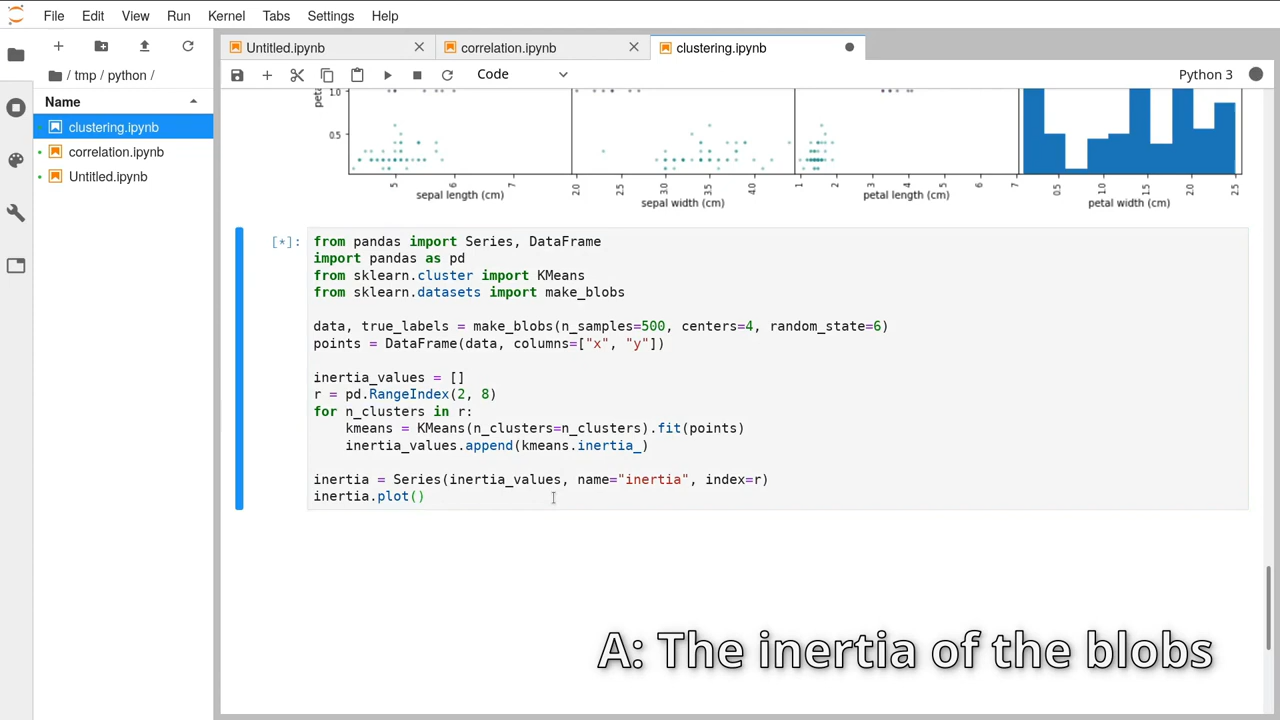 File Edit View Run Kernel Tabs Settings Help
Untitled.ipynb correlation.ipynb clustering.ipynb
/ tmp / python /
Name
clustering.ipynb
correlation.ipynb
Untitled.ipynb
Code
Python 3
1.0
0.5
5 6 7 2.0 2.5 3.0 3.5 4.0 1 2 3 4 5 6 7 0.5 1.0 1.5 2.0 2.5
sepal length (cm) sepal width (cm) petal length (cm) petal width (cm)
[*]:
from pandas import Series, DataFrame
import pandas as pd
from sklearn.cluster import KMeans
from sklearn.datasets import make_blobs
data, true_labels = make_blobs(n_samples=500, centers=4, random_state=6)
points = DataFrame(data, columns=["x", "y"])
inertia_values = []
r = pd.RangeIndex(2, 8)
for n_clusters in r:
    kmeans = KMeans(n_clusters=n_clusters).fit(points)
    inertia_values.append(kmeans.inertia_)
inertia = Series(inertia_values, name="inertia", index=r)
inertia.plot()
A: The inertia of the blobs